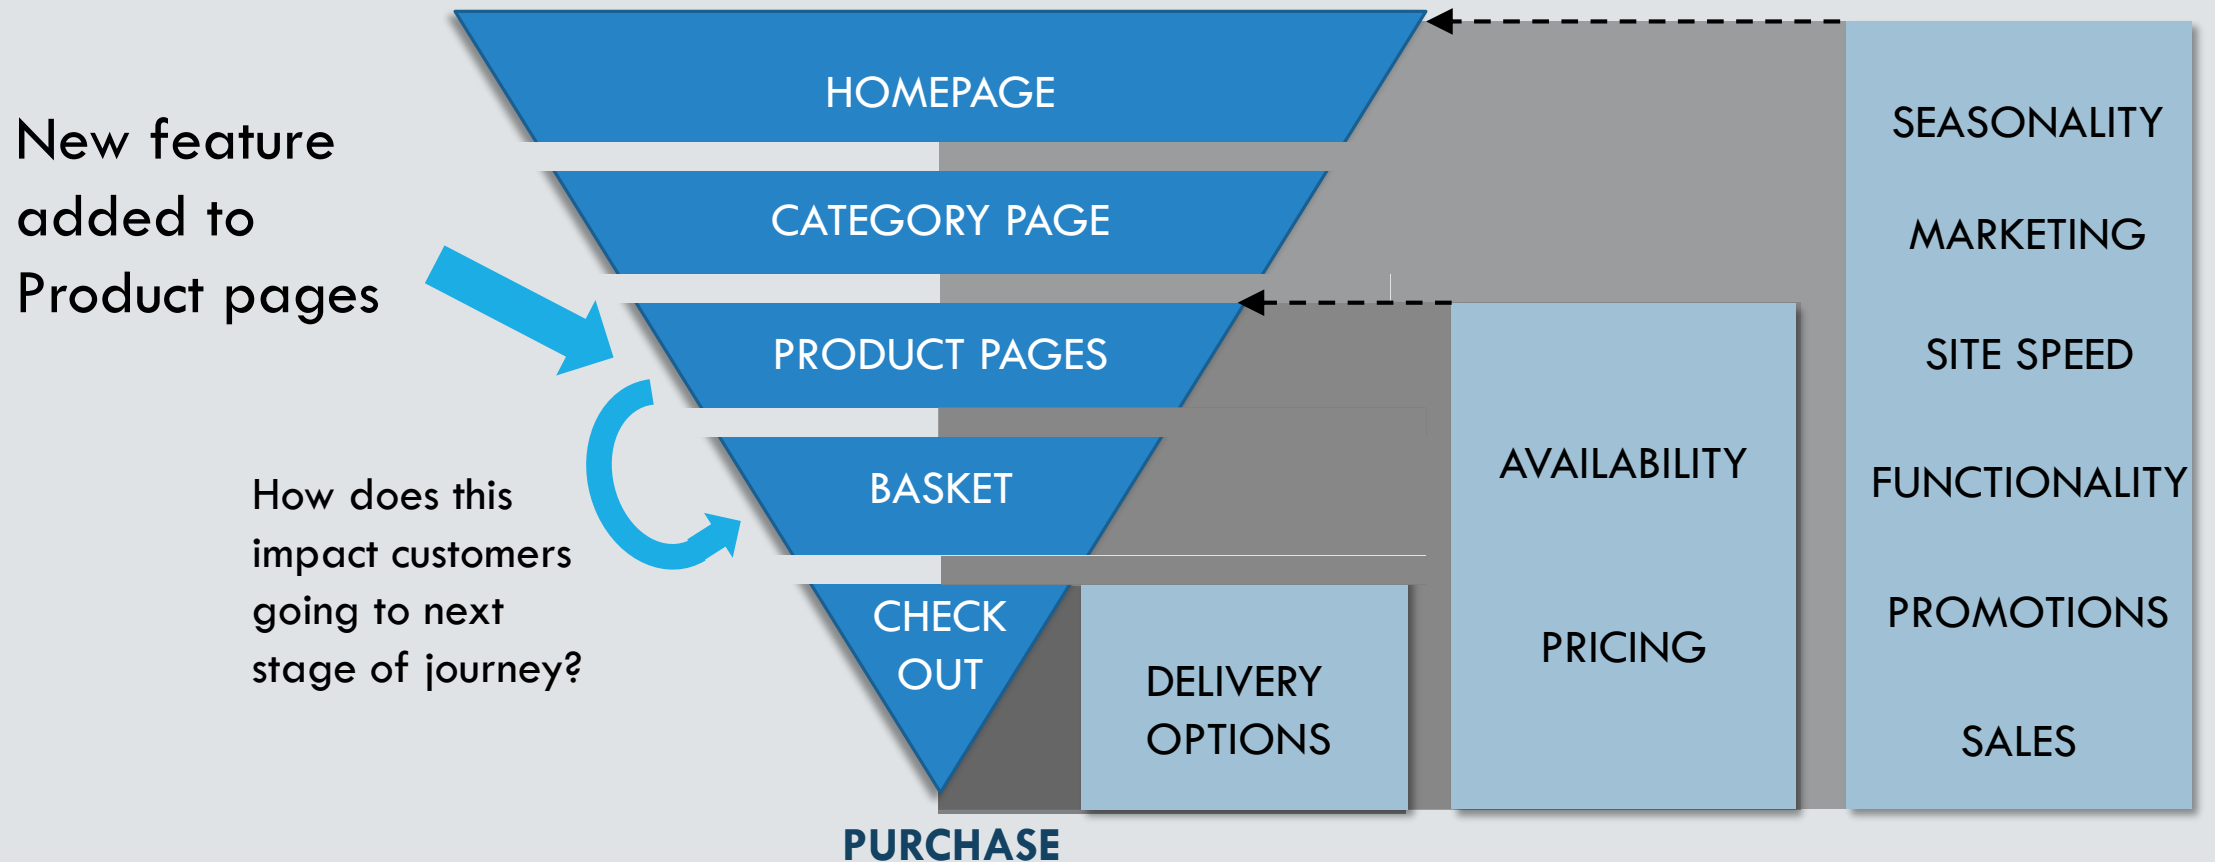 New feature
added to
Product pages
How does this
impact customers
going to next
stage of journey?
HOMEPAGE
CATEGORY PAGE
PRODUCT PAGES
BASKET
CHECK
OUT
PURCHASE
DELIVERY
OPTIONS
AVAILABILITY
PRICING
SEASONALITY
MARKETING
SITE SPEED
FUNCTIONALITY
PROMOTIONS
SALES